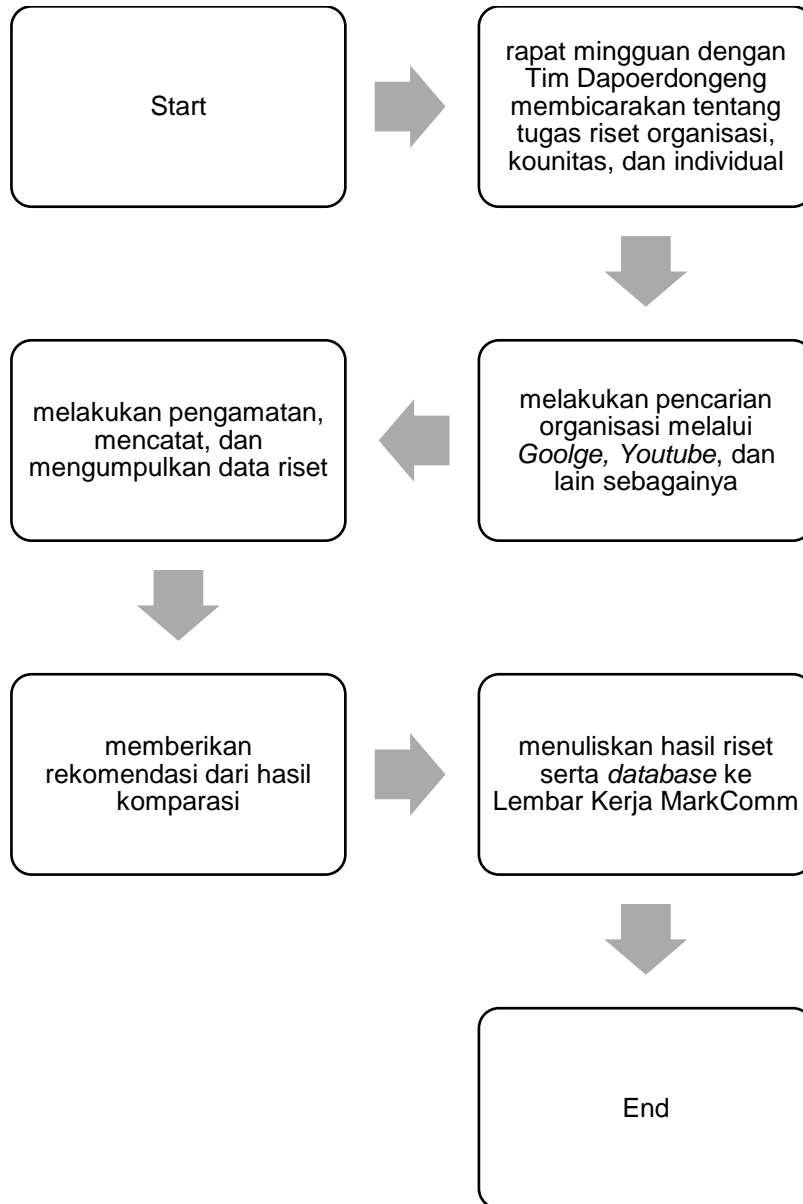 Start
rapat mingguan dengan
Tim Dapoerdongeng
membicarakan tentang
tugas riset organisasi,
kounitas, dan individual
melakukan pencarian
organisasi melalui
Goolge, Youtube, dan
lain sebagainya
melakukan pengamatan,
mencatat, dan
mengumpulkan data riset
memberikan
rekomendasi dari hasil
komparasi
menuliskan hasil riset
serta database ke
Lembar Kerja MarkComm
End